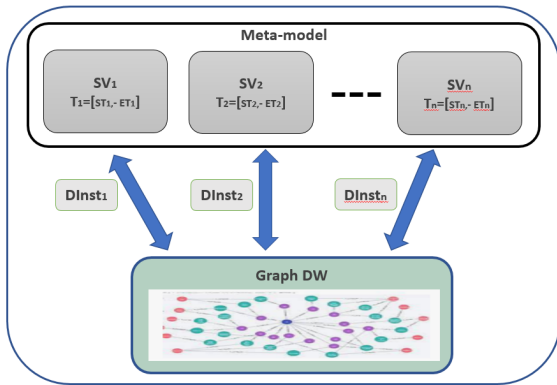 Meta-model
SV1
T1=[ST1,- ET1]
SV2
T2=[ST2,- ET2]
SVn
Tn=[STn,- ETn]
DInst1
DInst2
DInstn
Graph DW